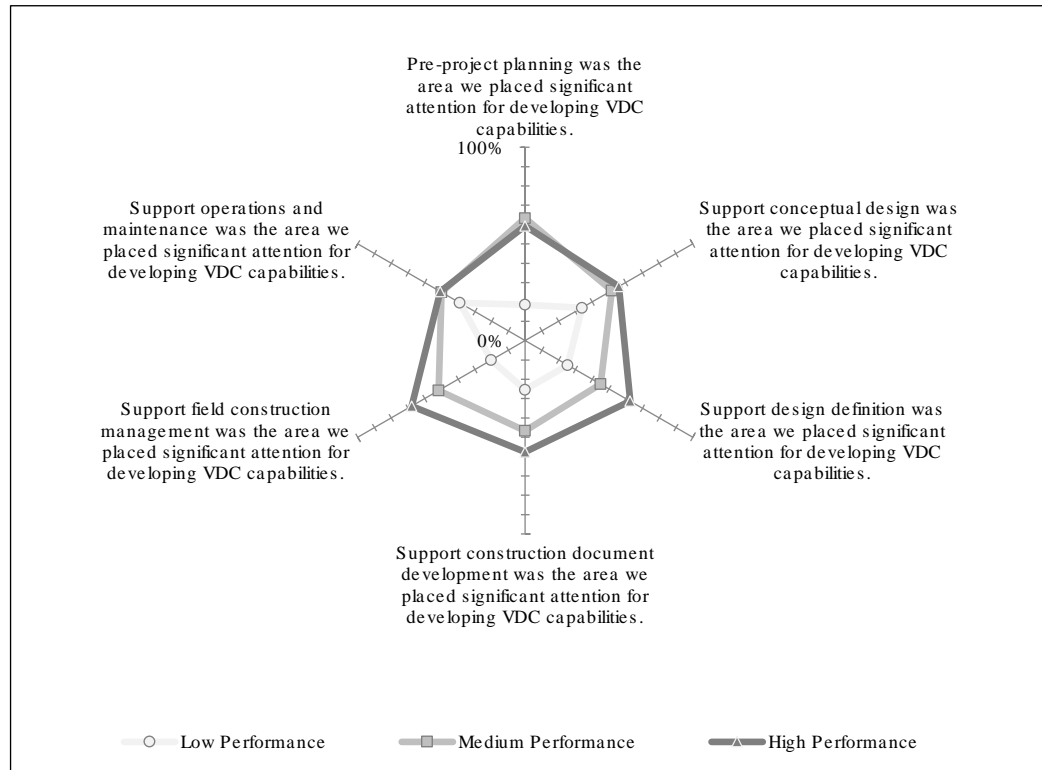 Pre-project planning was the
area we placed significant
attention for developing VDC
capabilities.
100%
Support operations and
maintenance was the area we
placed significant attention for
developing VDC capabilities.
Support conceptual design was
the area we placed significant
attention for developing VDC
capabilities.
0%
Support field construction
management was the area we
placed significant attention for
developing VDC capabilities.
Support design definition was
the area we placed significant
attention for developing VDC
capabilities.
Support construction document
development was the area we
placed significant attention for
developing VDC capabilities.
Low Performance
Medium Performance
High Performance